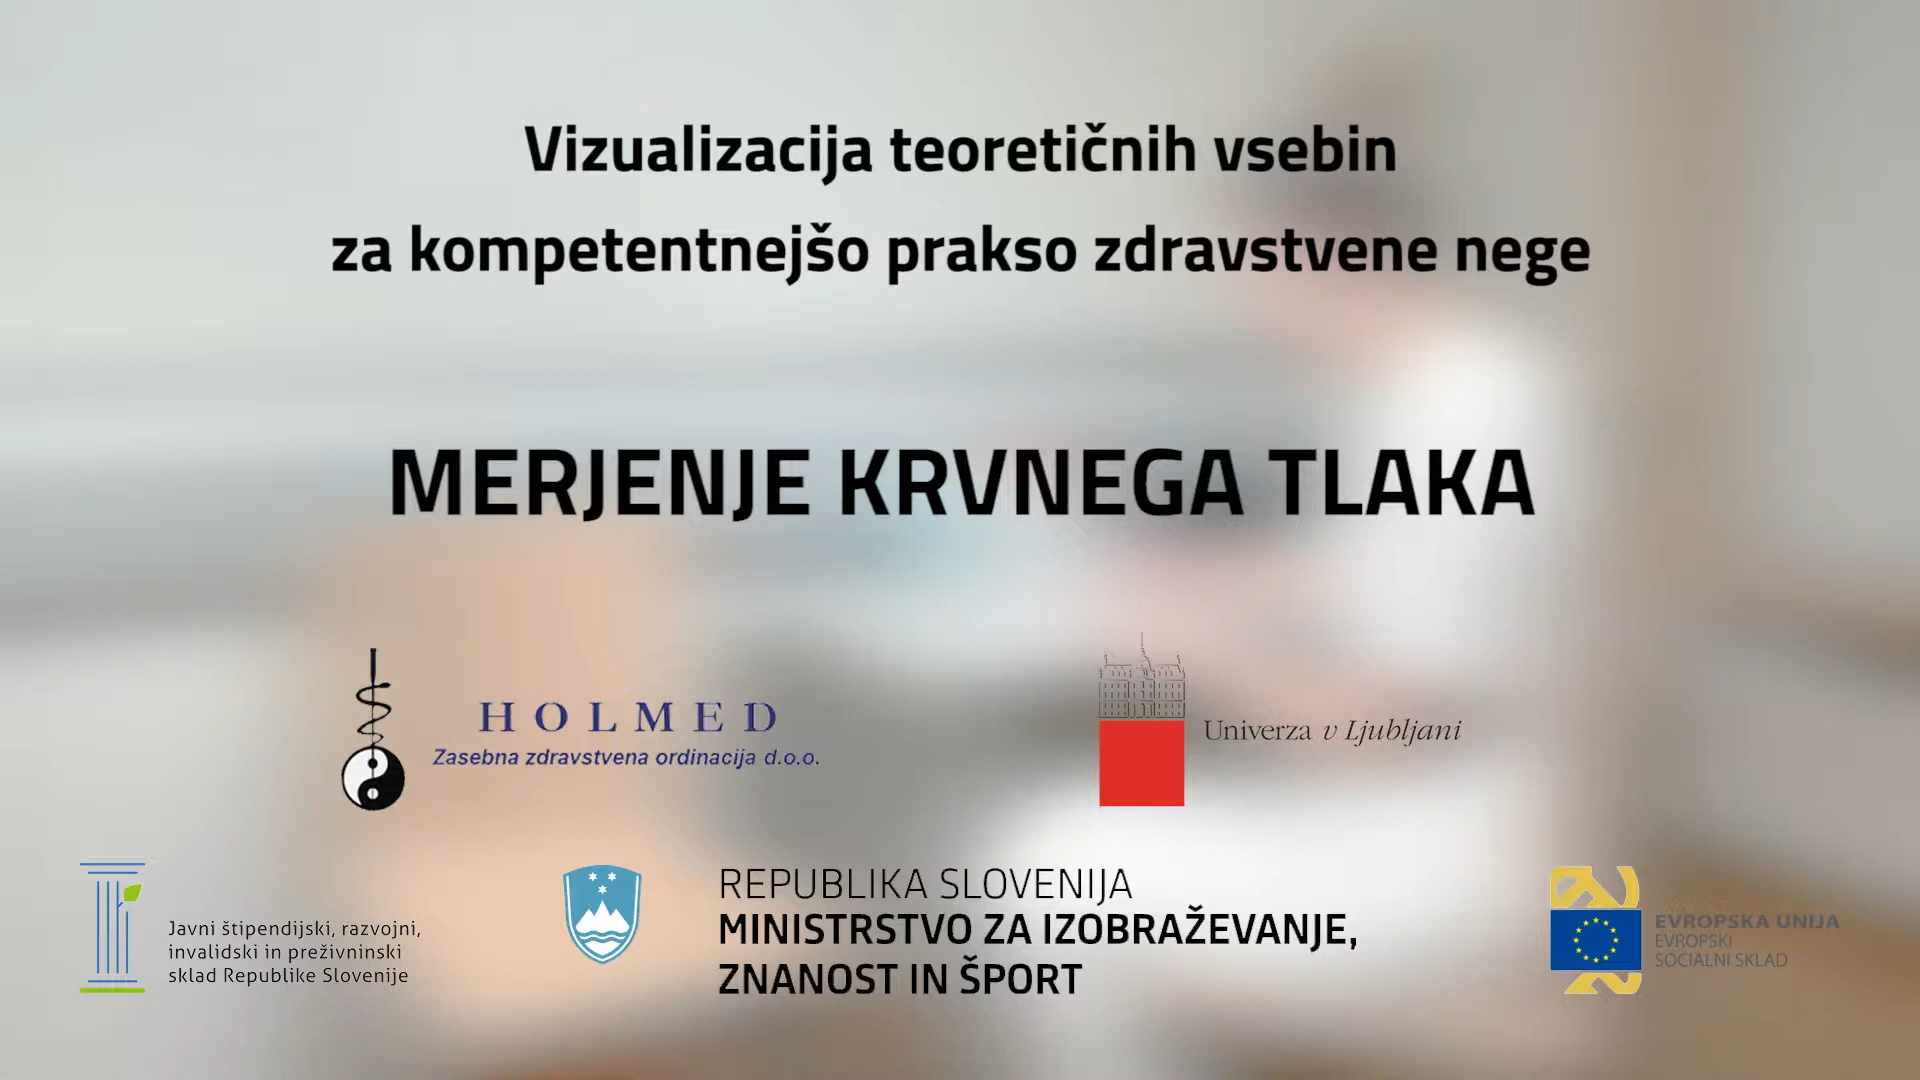 Vizualizacija teoretičnih vsebin
za kompetentnejšo prakso zdravstvene nege
MERJENJE KRVNEGA TLAKA
HOLMED
Zasebna zdravstvena ordinacija d.o.o.
Univerza v Ljubljani
Javni štipendijski, razvojni,
invalidski in preživninski
sklad Republike Slovenije
REPUBLIKA SLOVENIJA
MINISTRSTVO ZA IZOBRAŽEVANJE,
ZNANOST IN ŠPORT
EVROPSKA UNIJA
EVROPSKI
SOCIALNI SKLAD